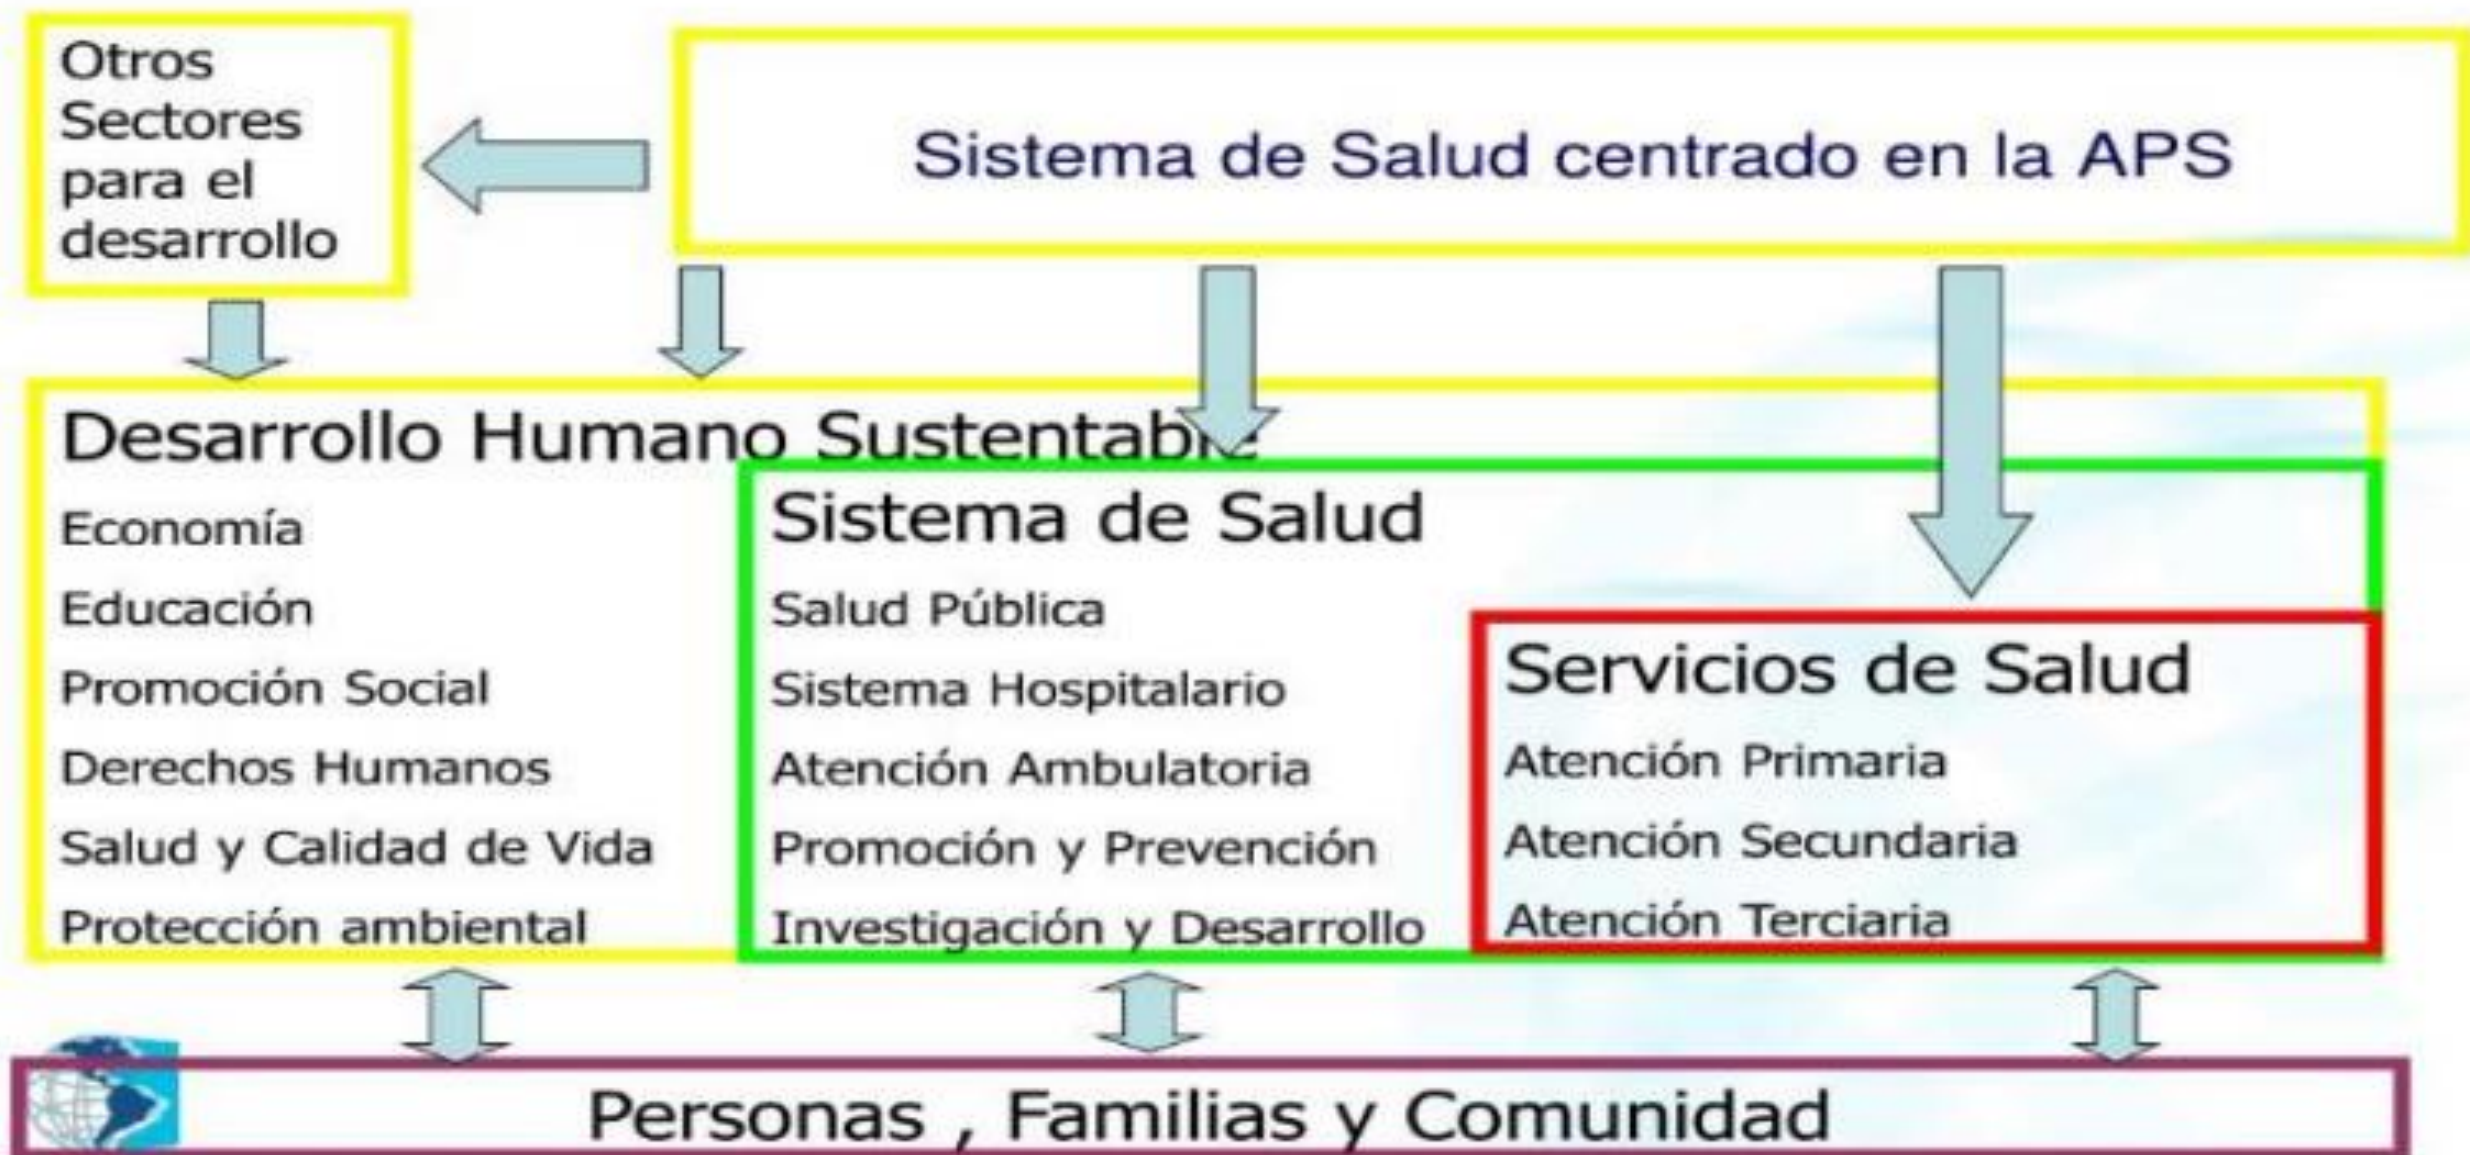 Otros
Sectores
para el
desarrollo
Sistema de Salud centrado en la APS
Desarrollo Humano Sustentable
Economía
Educación
Promoción Social
Derechos Humanos
Salud y Calidad de Vida
Protección ambiental
Sistema de Salud
Salud Pública
Sistema Hospitalario
Atención Ambulatoria
Promoción y Prevención
Investigación y Desarrollo
Servicios de Salud
Atención Primaria
Atención Secundaria
Atención Terciaria
Personas , Familias y Comunidad